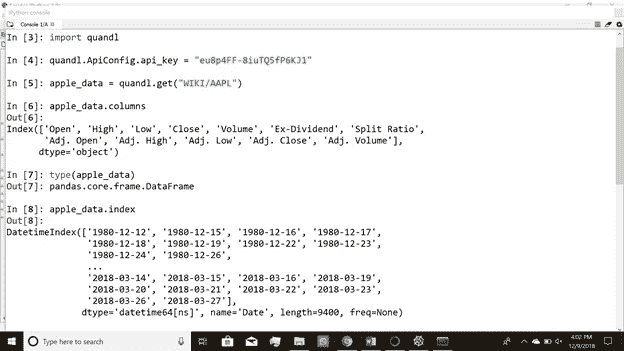 IPython console
Console 1/A
In [3]: import quandl
In [4]: quandl.ApiConfig.api_key = "eu8p4FF-8iuTQ5fP6KJ1"
In [5]: apple_data = quandl.get("WIKI/AAPL")
In [6]: apple_data.columns
Out[6]:
Index(['Open', 'High', 'Low', 'Close', 'Volume', 'Ex-Dividend', 'Split Ratio',
'Adj. Open', 'Adj. High', 'Adj. Low', 'Adj. Close', 'Adj. Volume'],
dtype='object')
In [7]: type(apple_data)
Out[7]: pandas.core.frame.DataFrame
In [8]: apple_data.index
Out[8]:
DatetimeIndex(['1980-12-12', '1980-12-15', '1980-12-16', '1980-12-17',
'1980-12-18', '1980-12-19', '1980-12-22', '1980-12-23',
'1980-12-24', '1980-12-26',
...
'2018-03-14', '2018-03-15', '2018-03-16', '2018-03-19',
'2018-03-20', '2018-03-21', '2018-03-22', '2018-03-23',
'2018-03-26', '2018-03-27'],
dtype='datetime64[ns]', name='Date', length=9400, freq=None)
Type here to search
4:02 PM
12/9/2018